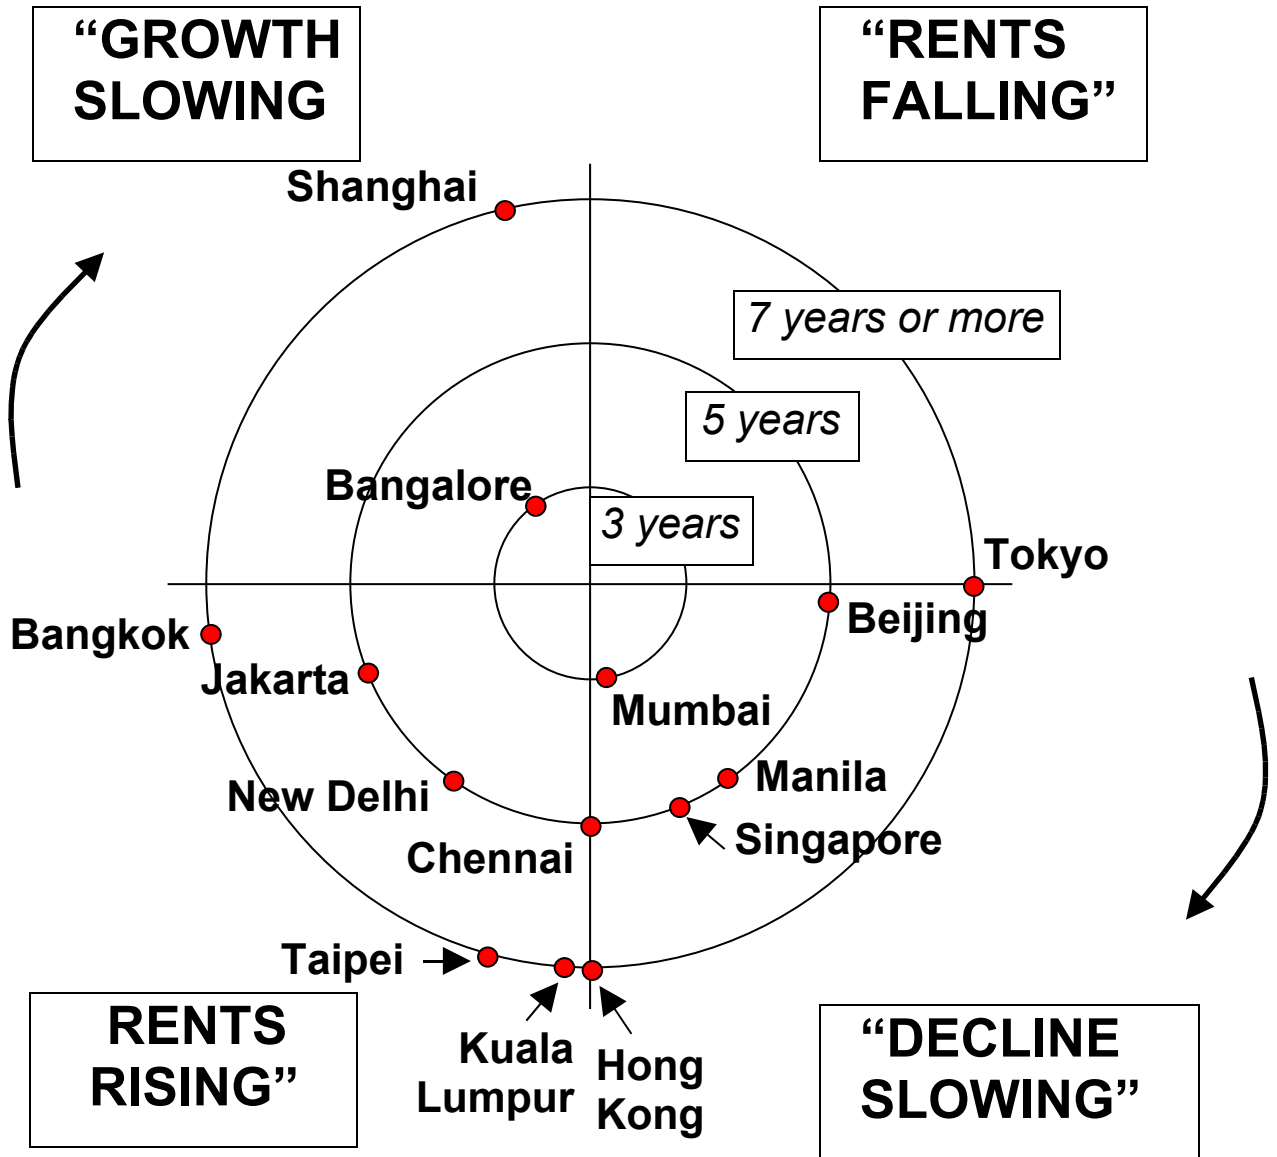 “GROWTH
SLOWING
“RENTS
FALLING”
Shanghai
7 years or more
5 years
Bangalore
3 years
Tokyo
Beijing
Bangkok
Jakarta
Mumbai
Manila
New Delhi
Singapore
Chennai
Taipei
RENTS
RISING”
Kuala
Lumpur
Hong
Kong
“DECLINE
SLOWING”